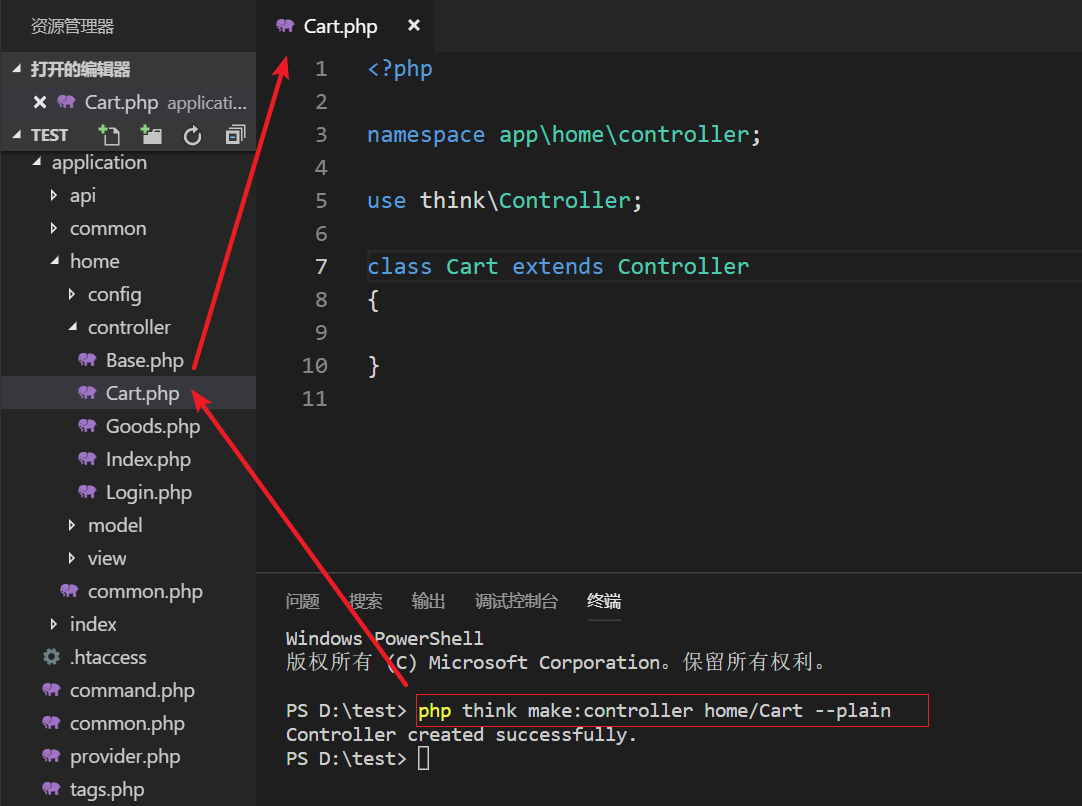 资源管理器
打开的编辑器
Cart.php applicati...
TEST
application
api
common
home
config
controller
Base.php
Cart.php
Goods.php
Index.php
Login.php
model
view
common.php
index
.htaccess
command.php
common.php
provider.php
tags.php
Cart.php
1 <?php
2
3 namespace app\home\controller;
4
5 use think\Controller;
6
7 class Cart extends Controller
8 {
9
10 }
11
问题 搜索 输出 调试控制台 终端
Windows PowerShell
版权所有 (C) Microsoft Corporation。保留所有权利。
PS D:\test> php think make:controller home/Cart --plain
Controller created successfully.
PS D:\test>